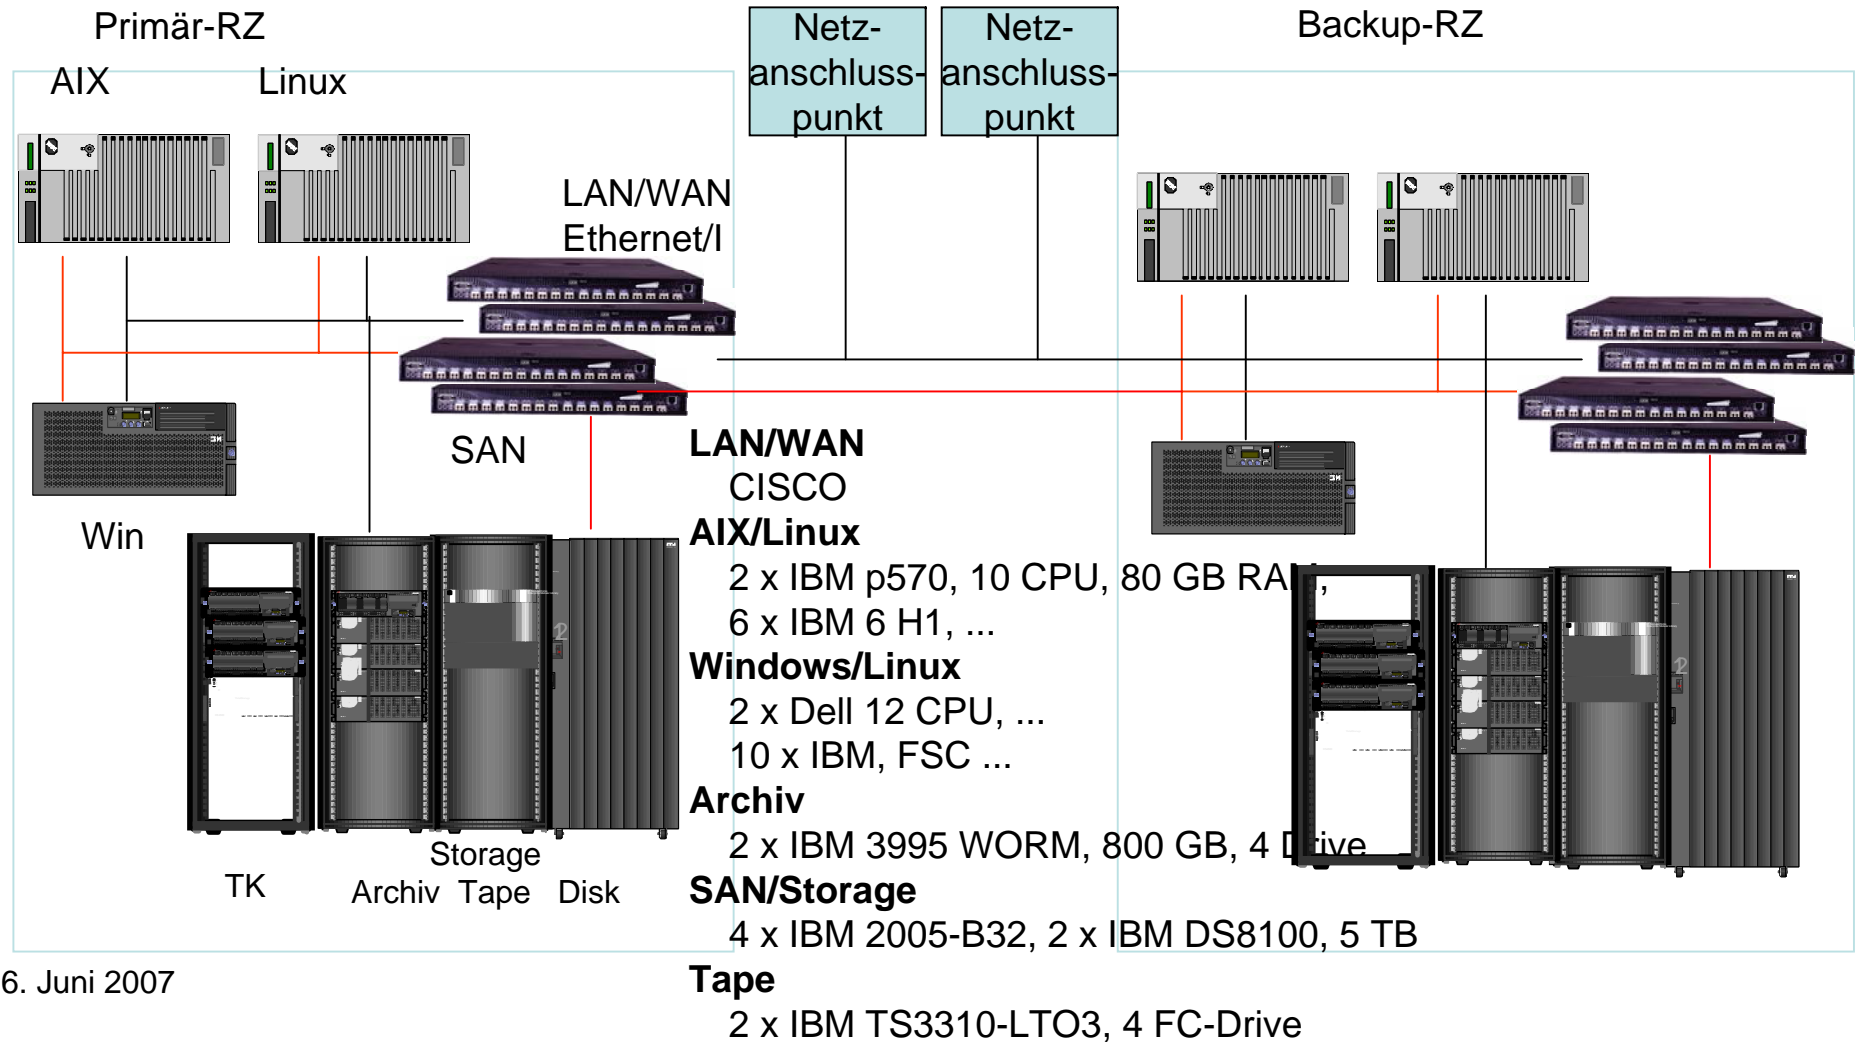 Primär-RZ
Netz-
anschluss-
punkt
Netz-
anschluss-
punkt
Backup-RZ
AIX
Linux
LAN/WAN
Ethernet/I
SAN
Win
TK
Archiv
Storage
Tape
Disk
LAN/WAN
CISCO
AIX/Linux
2 x IBM p570, 10 CPU, 80 GB RAM,
6 x IBM 6 H1, ...
Windows/Linux
2 x Dell 12 CPU, ...
10 x IBM, FSC ...
Archiv
2 x IBM 3995 WORM, 800 GB, 4 Drive
SAN/Storage
4 x IBM 2005-B32, 2 x IBM DS8100, 5 TB
Tape
2 x IBM TS3310-LTO3, 4 FC-Drive
6. Juni 2007